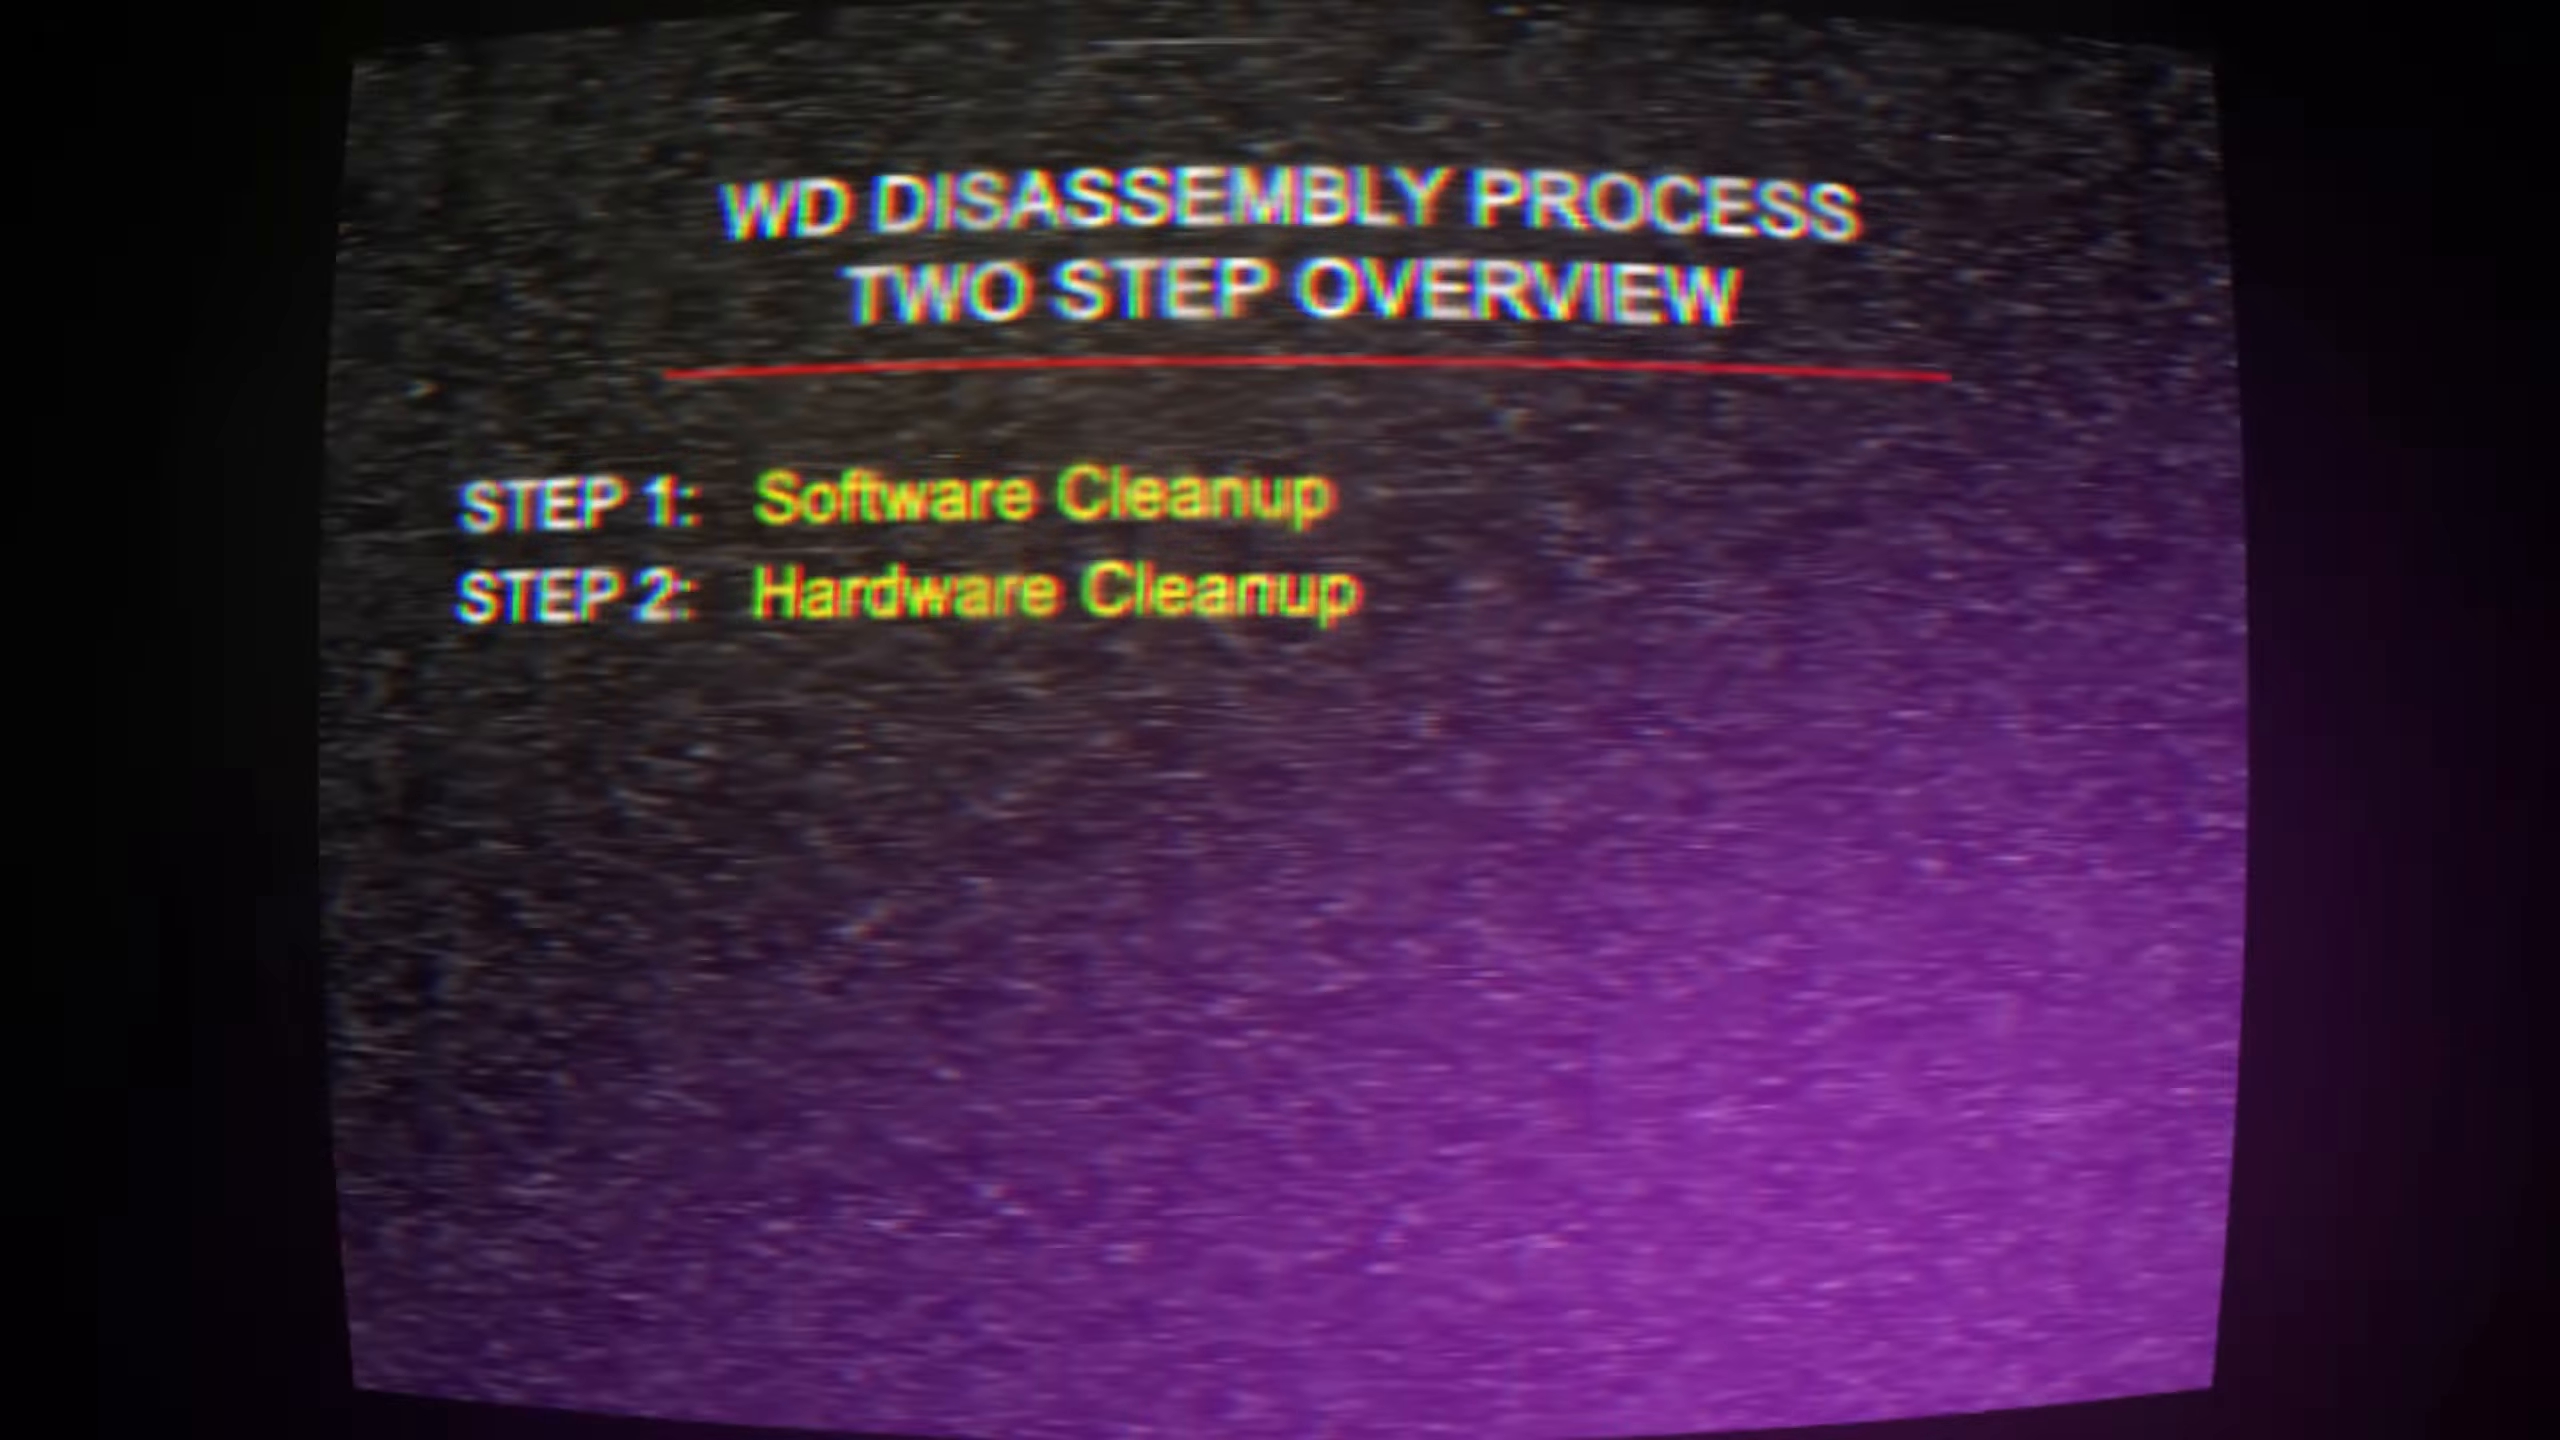 WD DISASSEMBLY PROCESS
TWO STEP OVERVIEW
STEP 1: Software Cleanup
STEP 2: Hardware Cleanup